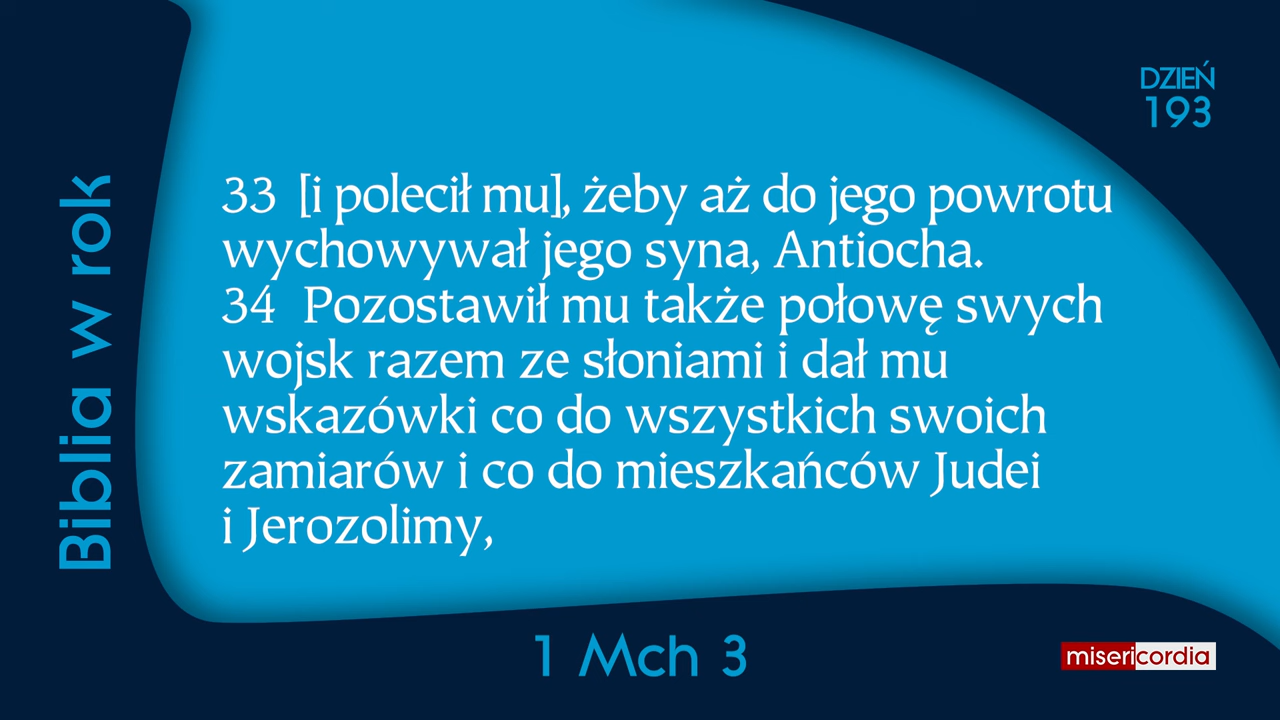 DZIEŃ
193
Biblia w rok
33 [i polecił mu], żeby aż do jego powrotu
wychowywał jego syna, Antiocha.
34 Pozostawił mu także połowę swych
wojsk razem ze słoniami i dał mu
wskazówki co do wszystkich swoich
zamiarów i co do mieszkańców Judei
i Jerozolimy,
1 Mch 3
misericordia